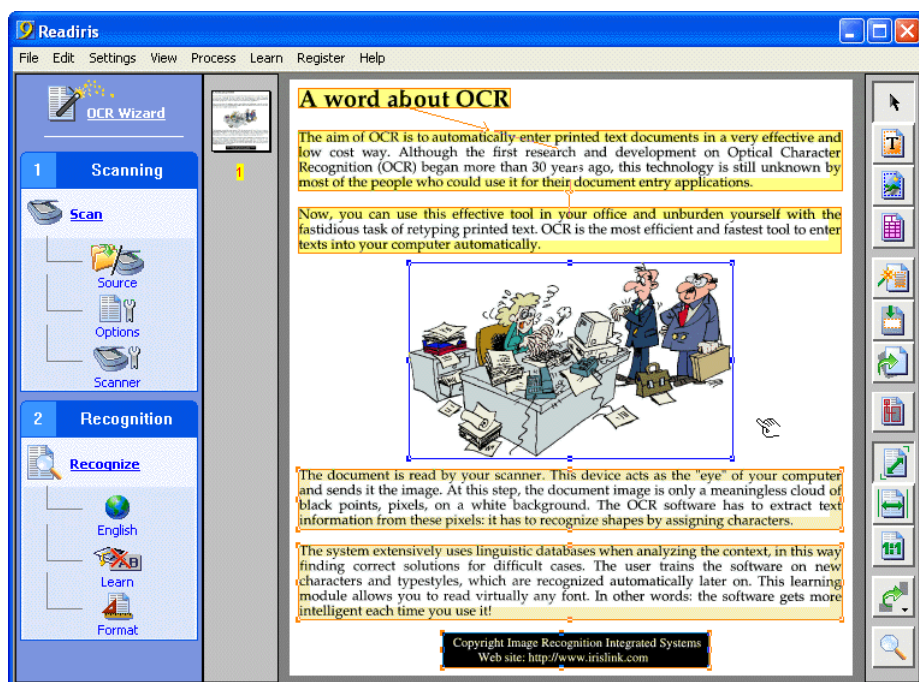 Readiris
File Edit Settings View Process Learn Register Help
OCR Wizard
1 Scanning
Scan
Source
Options
Scanner
2 Recognition
Recognize
English
Learn
Format
1
A word about OCR
The aim of OCR is to automatically enter printed text documents in a very effective and
low cost way. Although the first research and development on Optical Character
Recognition (OCR) began more than 30 years ago, this technology is still unknown by
most of the people who could use it for their document entry applications.
Now, you can use this effective tool in your office and unburden yourself with the
fastidious task of retyping printed text. OCR is the most efficient and fastest tool to enter
texts into your computer automatically.
The document is read by your scanner. This device acts as the "eye" of your computer
and sends it the image. At this step, the document image is only a meaningless cloud of
black points, pixels, on a white background. The OCR software has to extract text
information from these pixels: it has to recognize shapes by assigning characters.
The system extensively uses linguistic databases when analyzing the context, in this way
finding correct solutions for difficult cases. The user trains the software on new
characters and typestyles, which are recognized automatically later on. This learning
module allows you to read virtually any font. In other words: the software gets more
intelligent each time you use it!
Copyright Image Recognition Integrated Systems
Web site: http://www.irislink.com
T
1:1